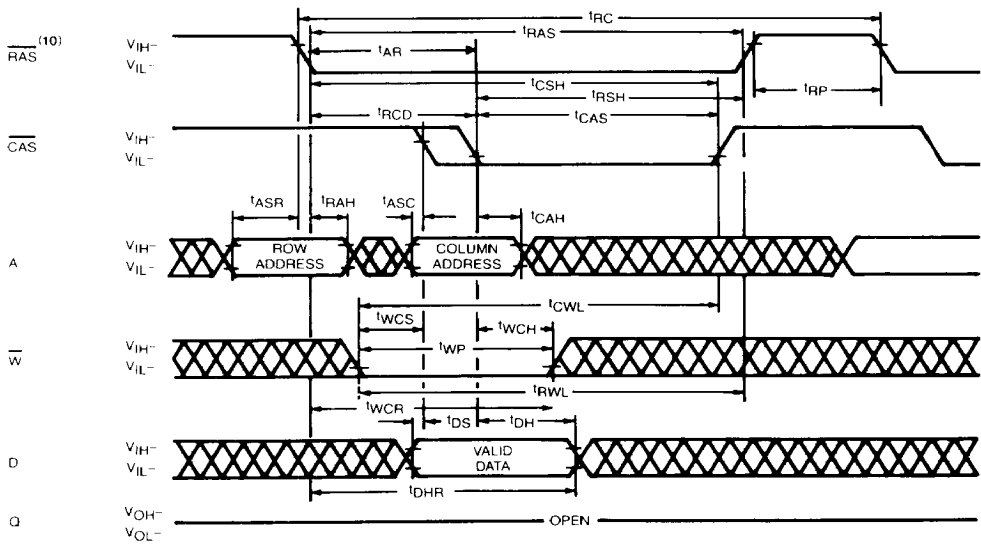 tRC
RAS (10)
VIH-
VIL-
tRAS
tAR
tCSH
tRSH
tRP
tRCD
tCAS
CAS
VIH-
VIL-
tASR
tRAH
tASC
tCAH
A
VIH-
VIL-
ROW
ADDRESS
COLUMN
ADDRESS
tCWL
tWCS
tWCH
W
VIH-
VIL-
tWP
tRWL
tWCR
tDS
tDH
D
VIH-
VIL-
VALID
DATA
tDHR
Q
VOH-
VOL-
OPEN